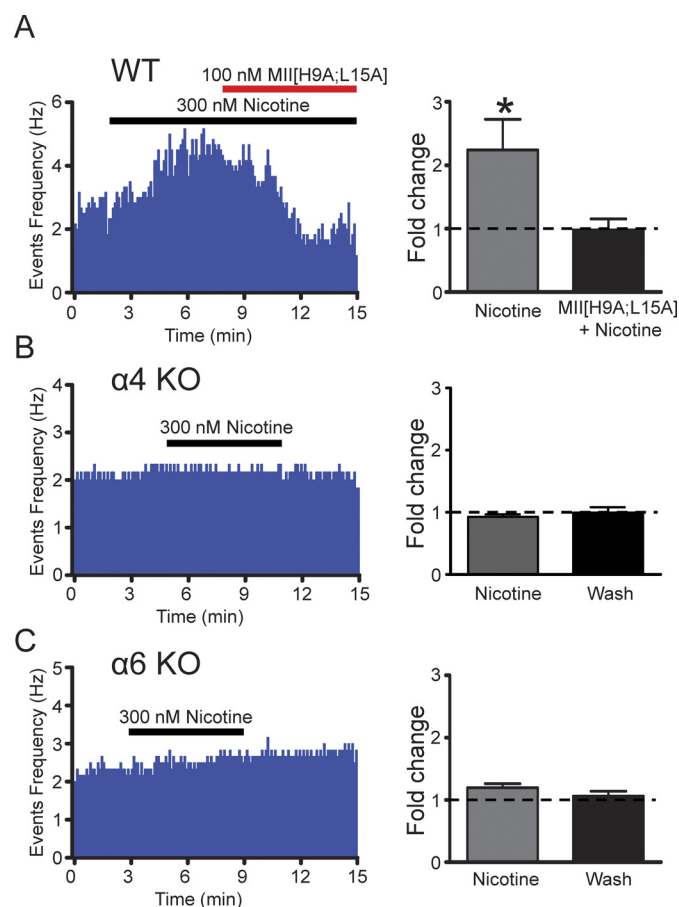 A
WT
100 nM MII[H9A;L15A]
300 nM Nicotine
Events Frequency (Hz)
6
4
2
0
0 3 6 9 12 15
Time (min)
Fold change
3
2
1
0
*
Nicotine
MII[H9A;L15A]
+ Nicotine
B
α4 KO
300 nM Nicotine
Events Frequency (Hz)
4
3
2
1
0
0 3 6 9 12 15
Time (min)
Fold change
3
2
1
0
Nicotine Wash
C
α6 KO
300 nM Nicotine
Events Frequency (Hz)
5
4
3
2
1
0
0 3 6 9 12 15
Time (min)
Fold change
3
2
1
0
Nicotine Wash